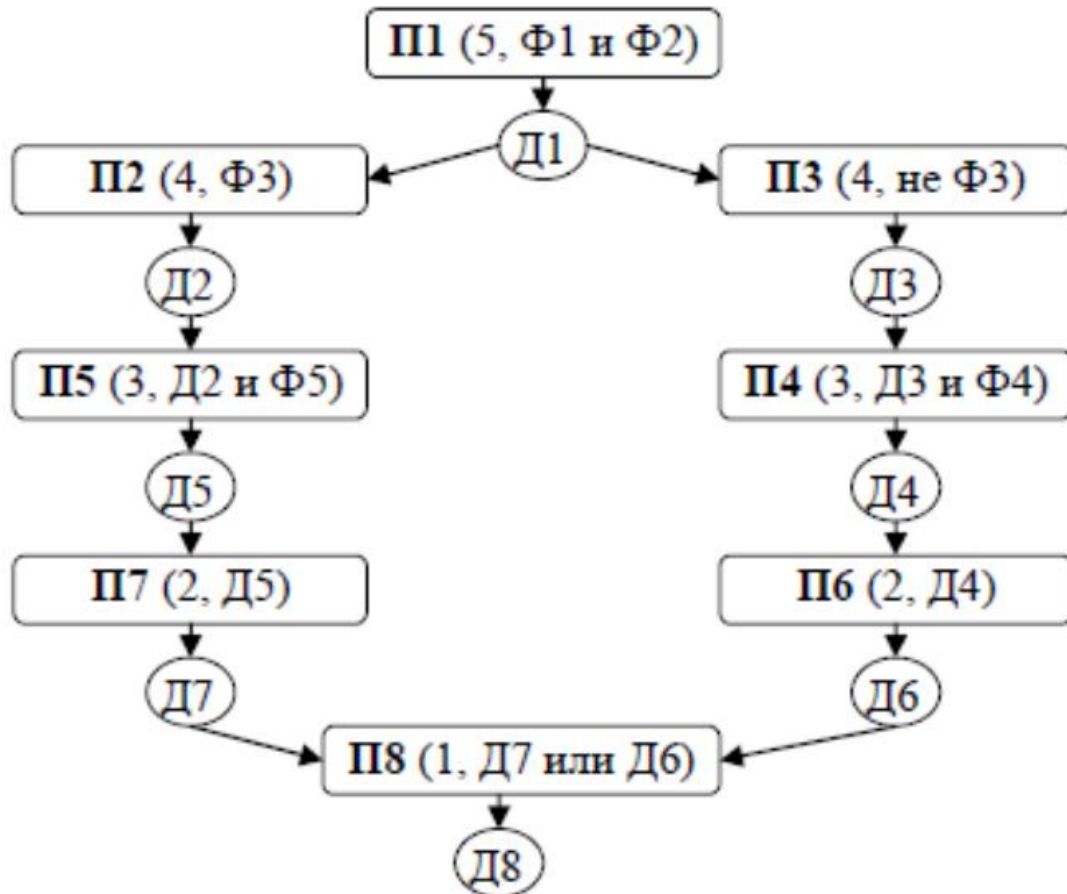 П1 (5, Ф1 и Ф2)
Д1
П2 (4, Ф3)
П3 (4, не Ф3)
Д2
Д3
П5 (3, Д2 и Ф5)
П4 (3, Д3 и Ф4)
Д5
Д4
П7 (2, Д5)
П6 (2, Д4)
Д7
Д6
П8 (1, Д7 или Д6)
Д8